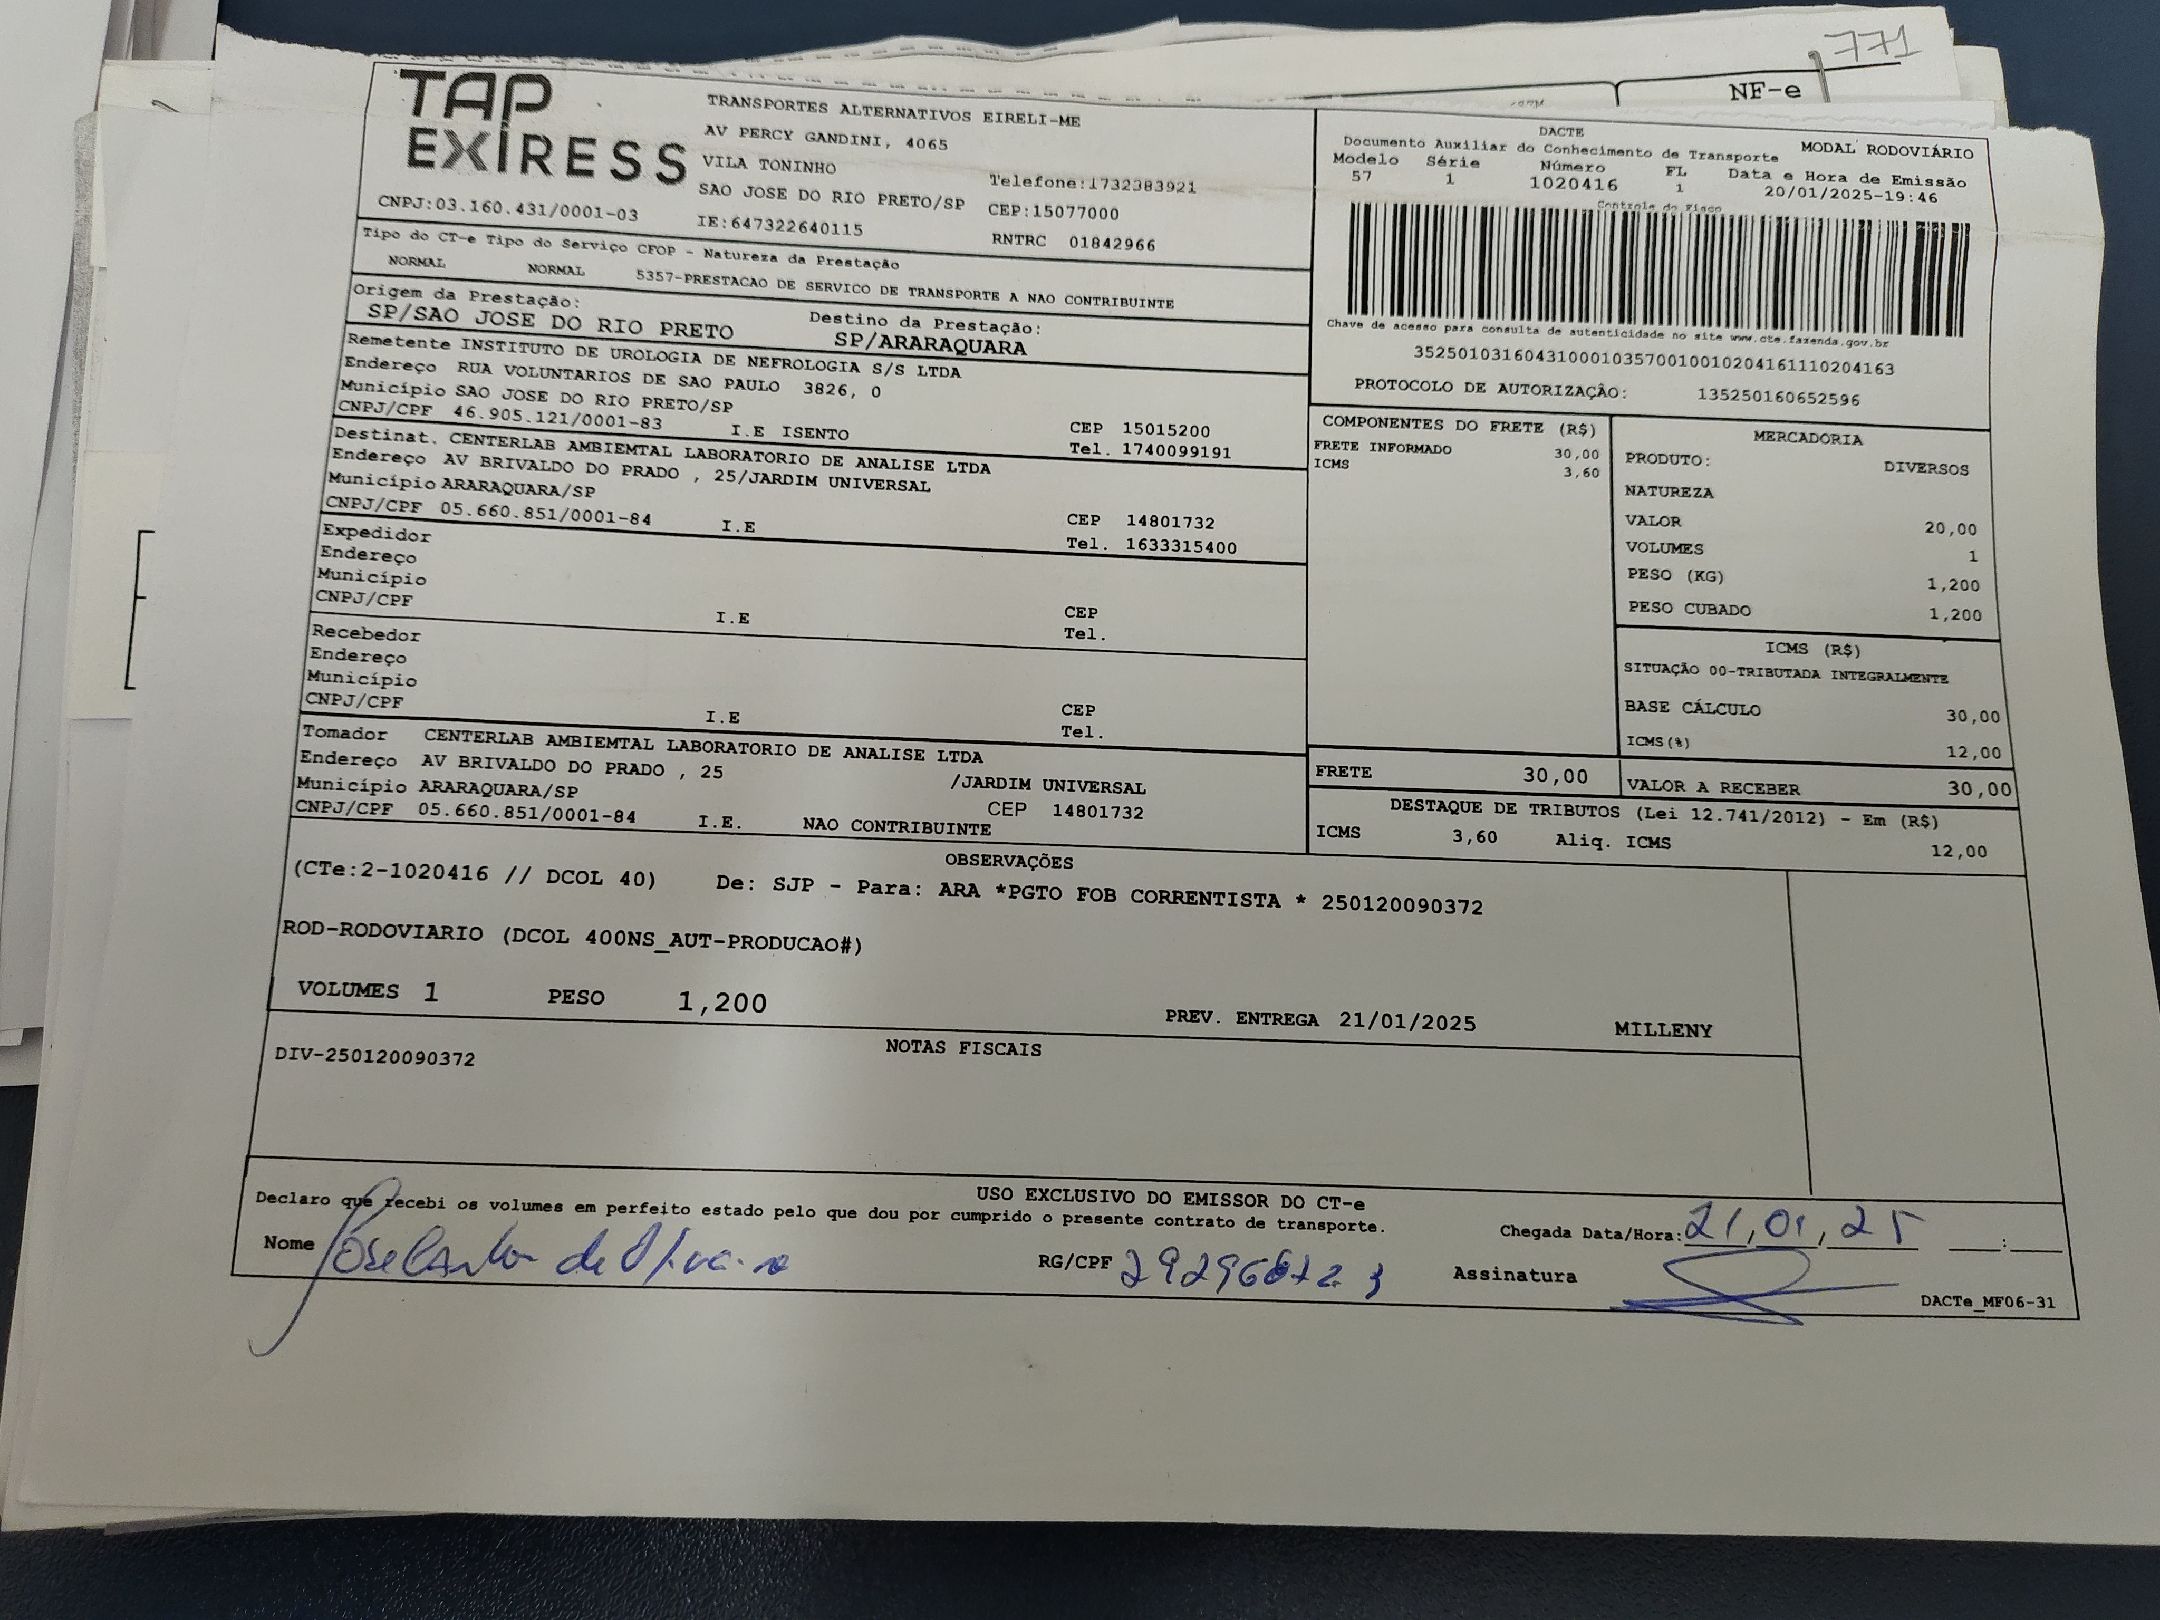 771
NF-e
TAP
EXÍRESS
TRANSPORTES ALTERNATIVOS EIRELI-ME
AV PERCY GANDINI, 4065
VILA TONINHO
Telefone:1732383921
SAO JOSE DO RIO PRETO/SP CEP:15077000
CNPJ:03.160.431/0001-03 IE:647322640115 RNTRC 01842966
DACTE
Documento Auxiliar do Conhecimento de Transporte MODAL RODOVIÁRIO
Modelo Série Número FL Data e Hora de Emissão
57 1 1020416 1 20/01/2025-19:46
Controle do Fisco
Chave de acesso para consulta de autenticidade no site www.cte.fazenda.gov.br
35250103160431000103570010010204161110204163
PROTOCOLO DE AUTORIZAÇÃO: 135250160652596
Tipo do CT-e Tipo do Serviço CFOP - Natureza da Prestação
NORMAL NORMAL 5357-PRESTACAO DE SERVICO DE TRANSPORTE A NAO CONTRIBUINTE
Origem da Prestação: Destino da Prestação:
SP/SAO JOSE DO RIO PRETO SP/ARARAQUARA
Remetente INSTITUTO DE UROLOGIA DE NEFROLOGIA S/S LTDA
Endereço RUA VOLUNTARIOS DE SAO PAULO 3826, 0
Município SAO JOSE DO RIO PRETO/SP CEP 15015200
CNPJ/CPF 46.905.121/0001-83 I.E ISENTO Tel. 1740099191
Destinat. CENTERLAB AMBIEMTAL LABORATORIO DE ANALISE LTDA
Endereço AV BRIVALDO DO PRADO , 25/JARDIM UNIVERSAL
Município ARARAQUARA/SP CEP 14801732
CNPJ/CPF 05.660.851/0001-84 I.E Tel. 1633315400
Expedidor
Endereço
Município CEP
CNPJ/CPF I.E Tel.
Recebedor
Endereço
Município CEP
CNPJ/CPF I.E Tel.
Tomador CENTERLAB AMBIEMTAL LABORATORIO DE ANALISE LTDA
Endereço AV BRIVALDO DO PRADO , 25 /JARDIM UNIVERSAL
Município ARARAQUARA/SP CEP 14801732
CNPJ/CPF 05.660.851/0001-84 I.E. NAO CONTRIBUINTE
COMPONENTES DO FRETE (R$)
FRETE INFORMADO 30,00
ICMS 3,60
MERCADORIA
PRODUTO: DIVERSOS
NATUREZA
VALOR 20,00
VOLUMES 1
PESO (KG) 1,200
PESO CUBADO 1,200
ICMS (R$)
SITUAÇÃO 00-TRIBUTADA INTEGRALMENTE
BASE CÁLCULO 30,00
ICMS(%) 12,00
FRETE 30,00 VALOR A RECEBER 30,00
DESTAQUE DE TRIBUTOS (Lei 12.741/2012) - Em (R$)
ICMS 3,60 Aliq. ICMS 12,00
OBSERVAÇÕES
(CTe:2-1020416 // DCOL 40) De: SJP - Para: ARA *PGTO FOB CORRENTISTA * 250120090372
ROD-RODOVIARIO (DCOL 400NS_AUT-PRODUCAO#)
VOLUMES 1 PESO 1,200 PREV. ENTREGA 21/01/2025 MILLENY
NOTAS FISCAIS
DIV-250120090372
USO EXCLUSIVO DO EMISSOR DO CT-e
Declaro que recebi os volumes em perfeito estado pelo que dou por cumprido o presente contrato de transporte.
Chegada Data/Hora: 21,01,25 __:__
Nome de RG/CPF Assinatura
DACTe_MF06-31